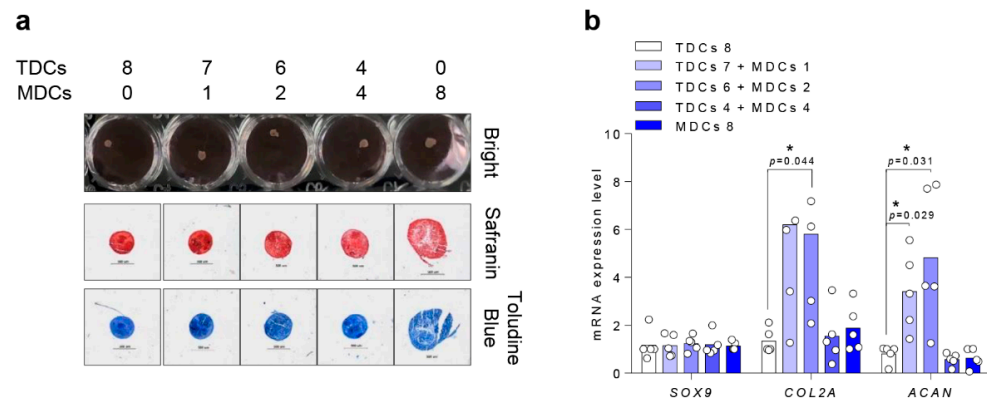 a
TDCs 8 7 6 4 0
MDCs 0 1 2 4 8
Bright
Safranin
Toludine
Blue
b
TDCs 8
TDCs 7 + MDCs 1
TDCs 6 + MDCs 2
TDCs 4 + MDCs 4
MDCs 8
mRNA expression level
10
8
6
4
2
0
*
p=0.044
*
p=0.031
*
p=0.029
SOX9 COL2A ACAN